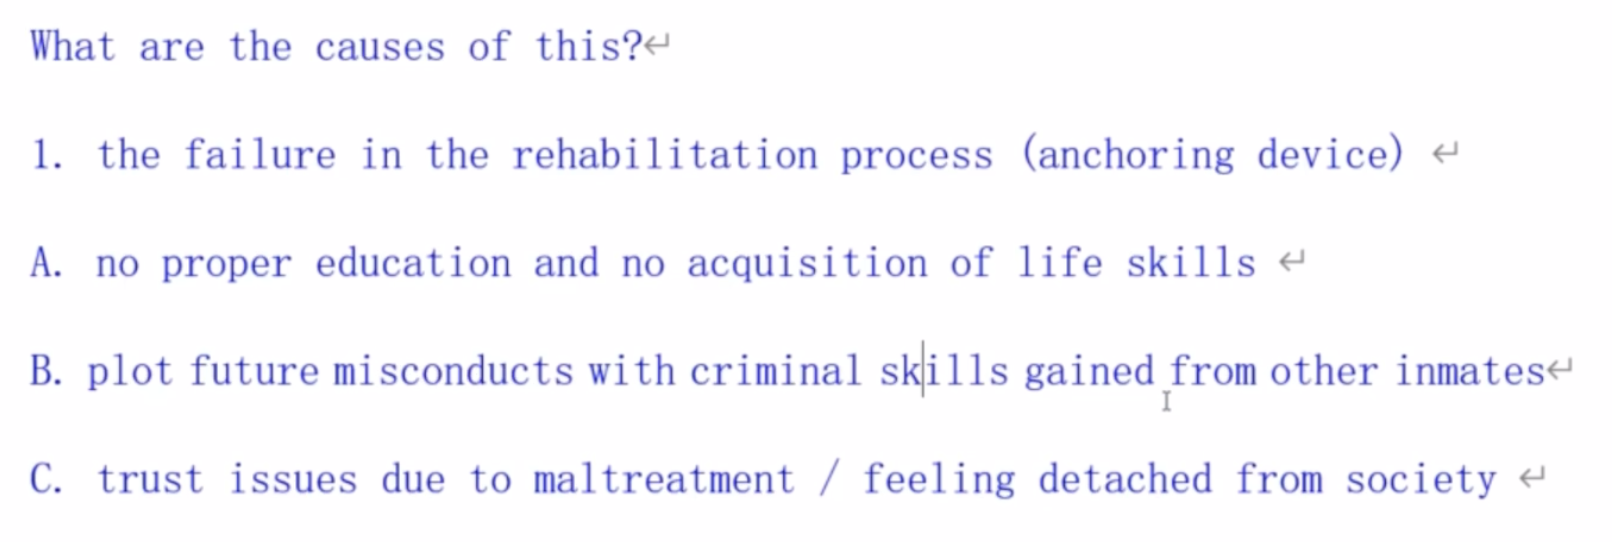 What are the causes of this?
1. the failure in the rehabilitation process (anchoring device)
A. no proper education and no acquisition of life skills
B. plot future misconducts with criminal skills gained from other inmates
C. trust issues due to maltreatment / feeling detached from society